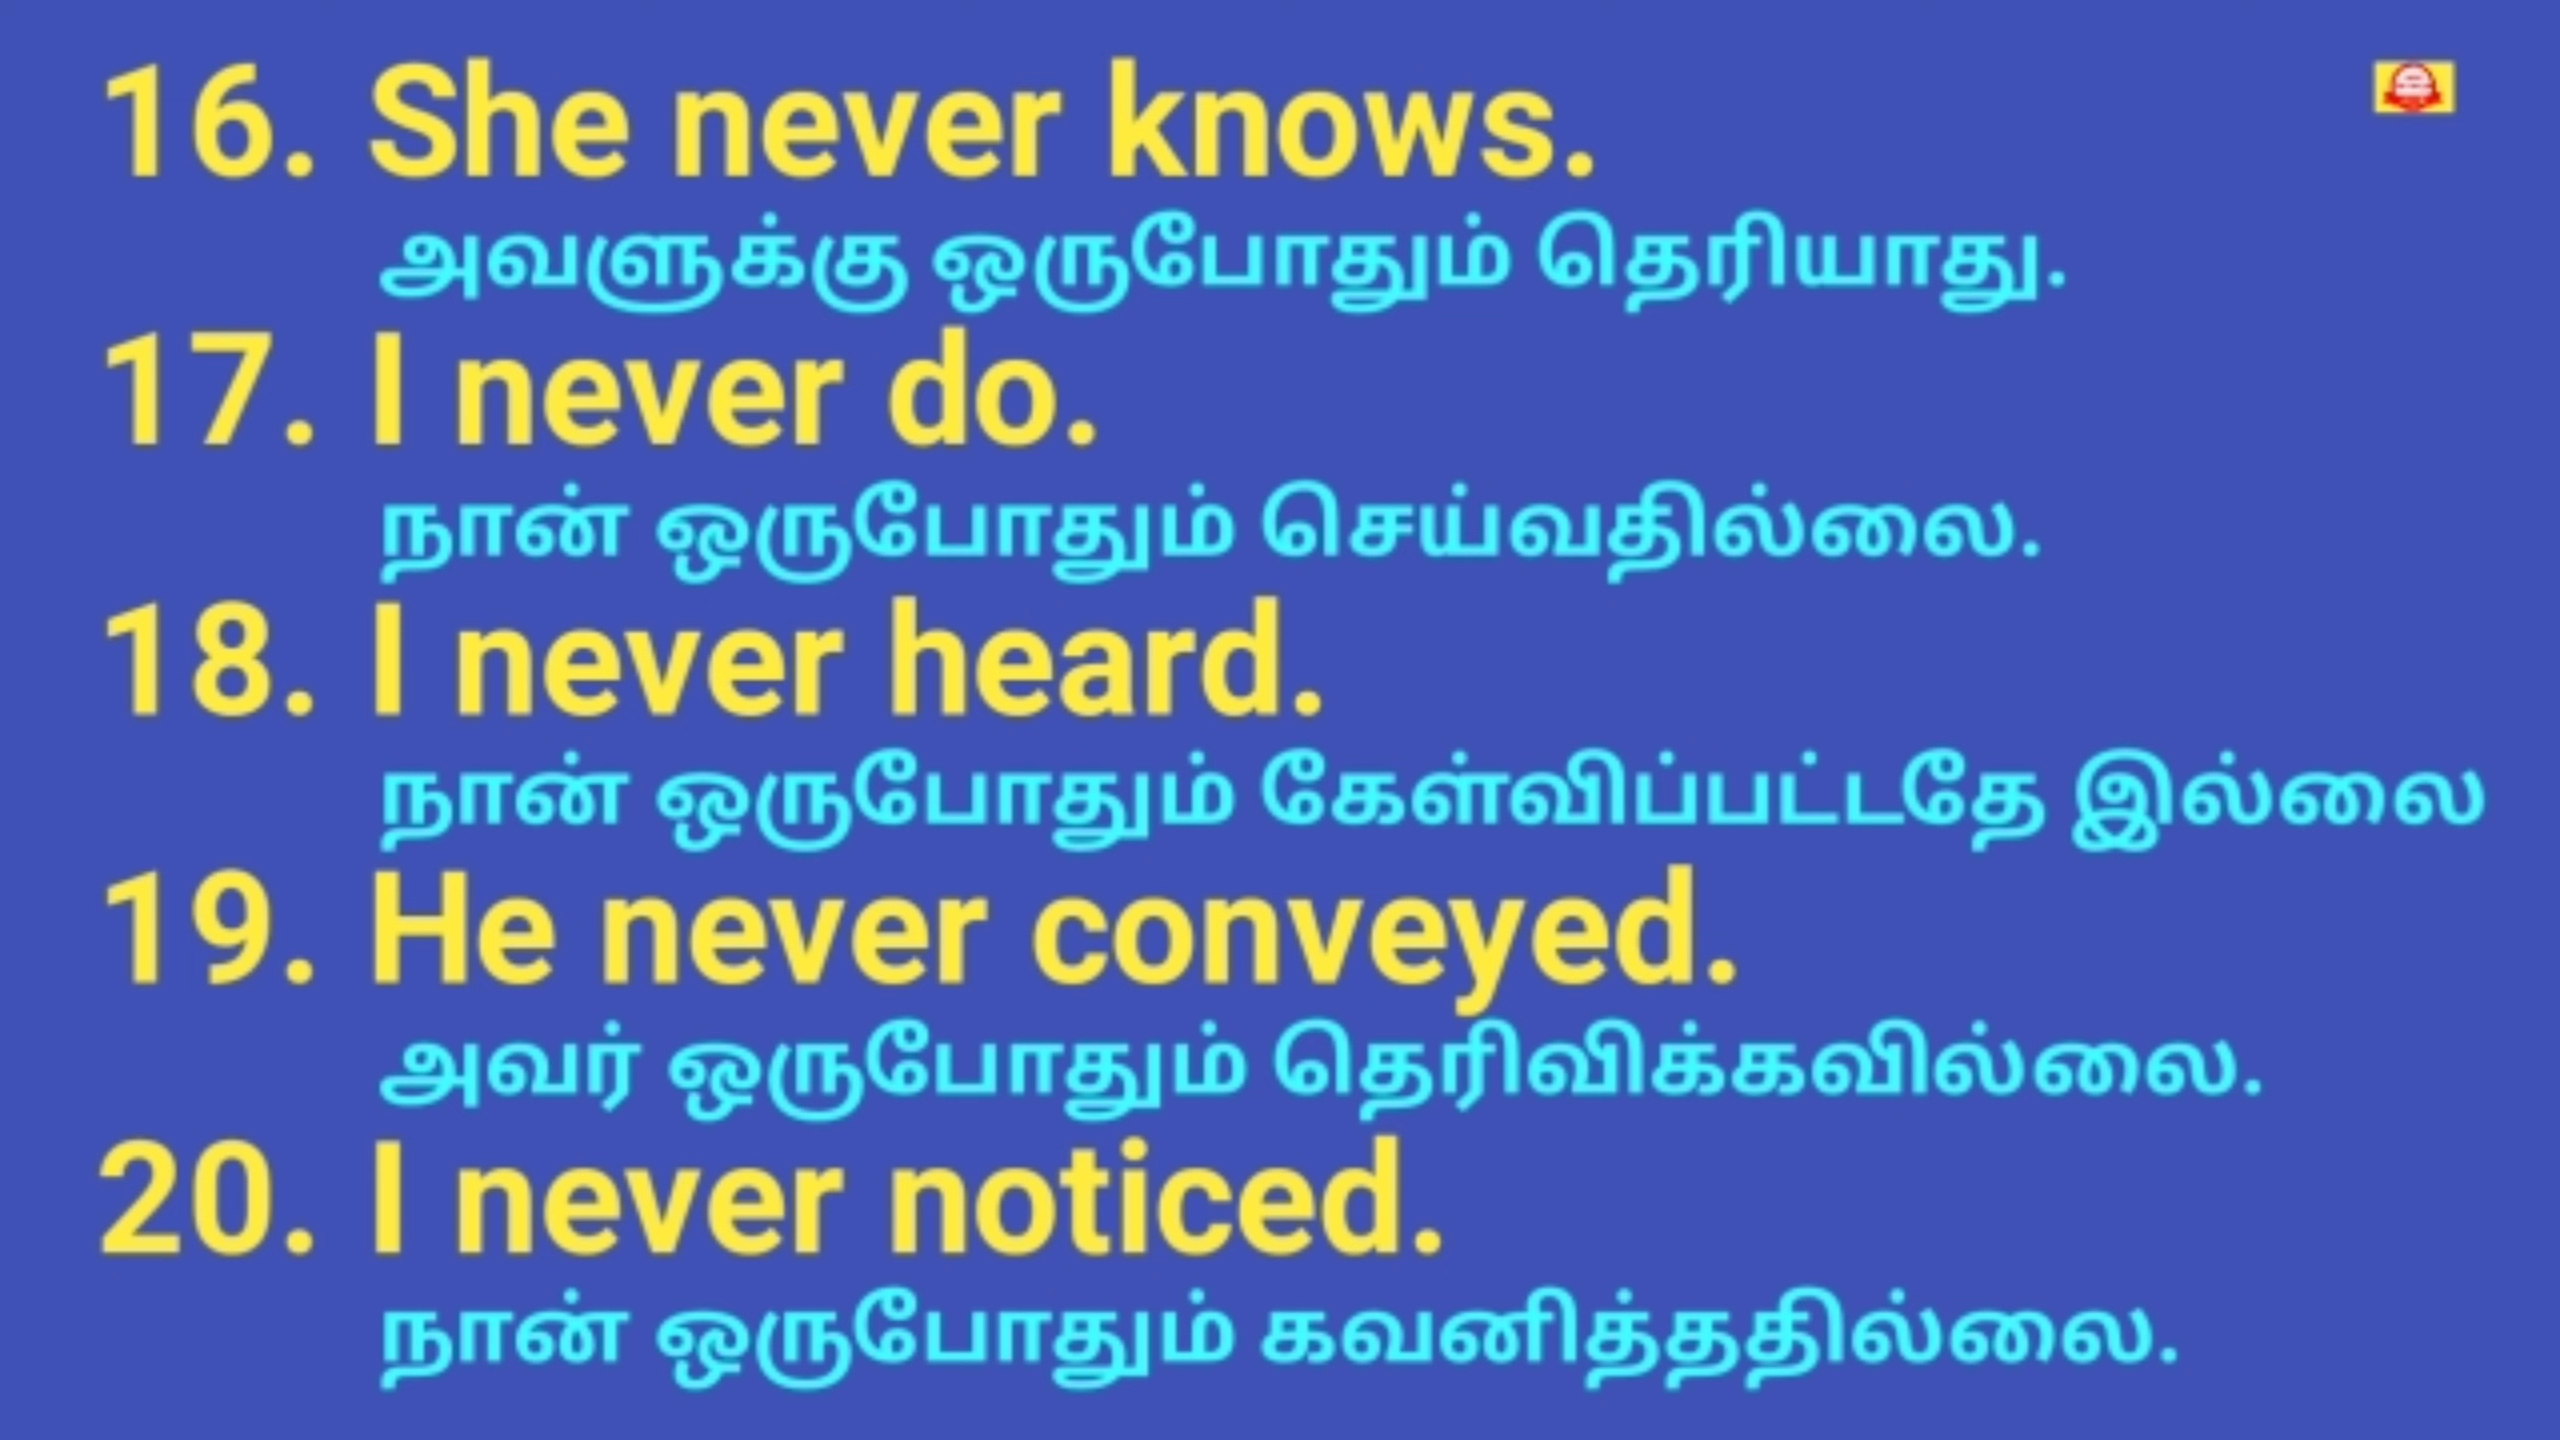 16. She never knows.
அவளுக்கு ஒருபோதும் தெரியாது.
17. I never do.
நான் ஒருபோதும் செய்வதில்லை.
18. I never heard.
நான் ஒருபோதும் கேள்விப்பட்டதே இல்லை
19. He never conveyed.
அவர் ஒருபோதும் தெரிவிக்கவில்லை.
20. I never noticed.
நான் ஒருபோதும் கவனித்ததில்லை.